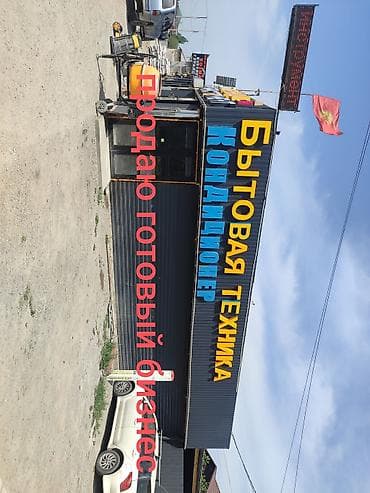 Инструмент
БЫТОВАЯ ТЕХНИКА
КОНДИЦИОНЕР
продаю готовый бизнес